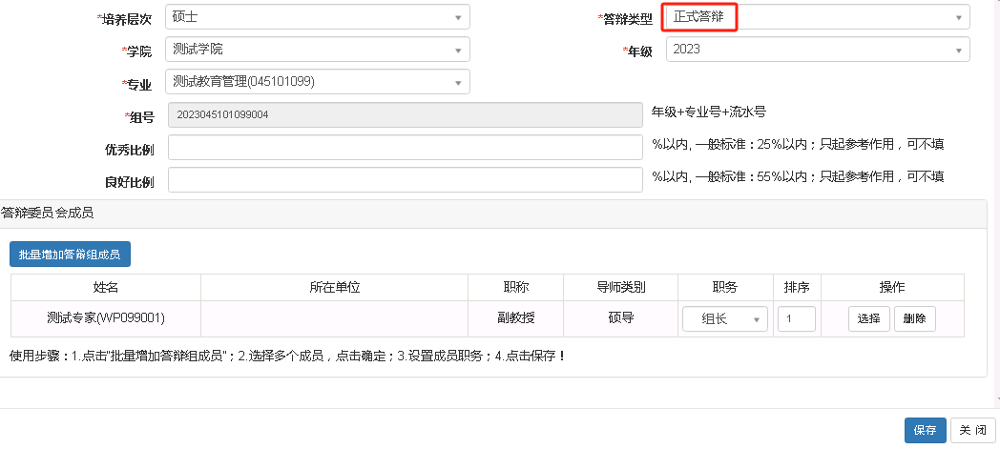 *培养层次 硕士 *答辩类型 正式答辩
*学院 测试学院 *年级 2023
*专业 测试教育管理(045101099)
*组号 2023045101099004 年级+专业号+流水号
优秀比例 %以内, 一般标准：25%以内；只起参考作用，可不填
良好比例 %以内, 一般标准：55%以内；只起参考作用，可不填
答辩委员会成员
批量增加答辩组成员
姓名 所在单位 职称 导师类别 职务 排序 操作
测试专家(WP099001) 副教授 硕导 组长 1 选择 删除
使用步骤：1.点击"批量增加答辩组成员"；2.选择多个成员，点击确定；3.设置成员职务；4.点击保存！
保存 关 闭